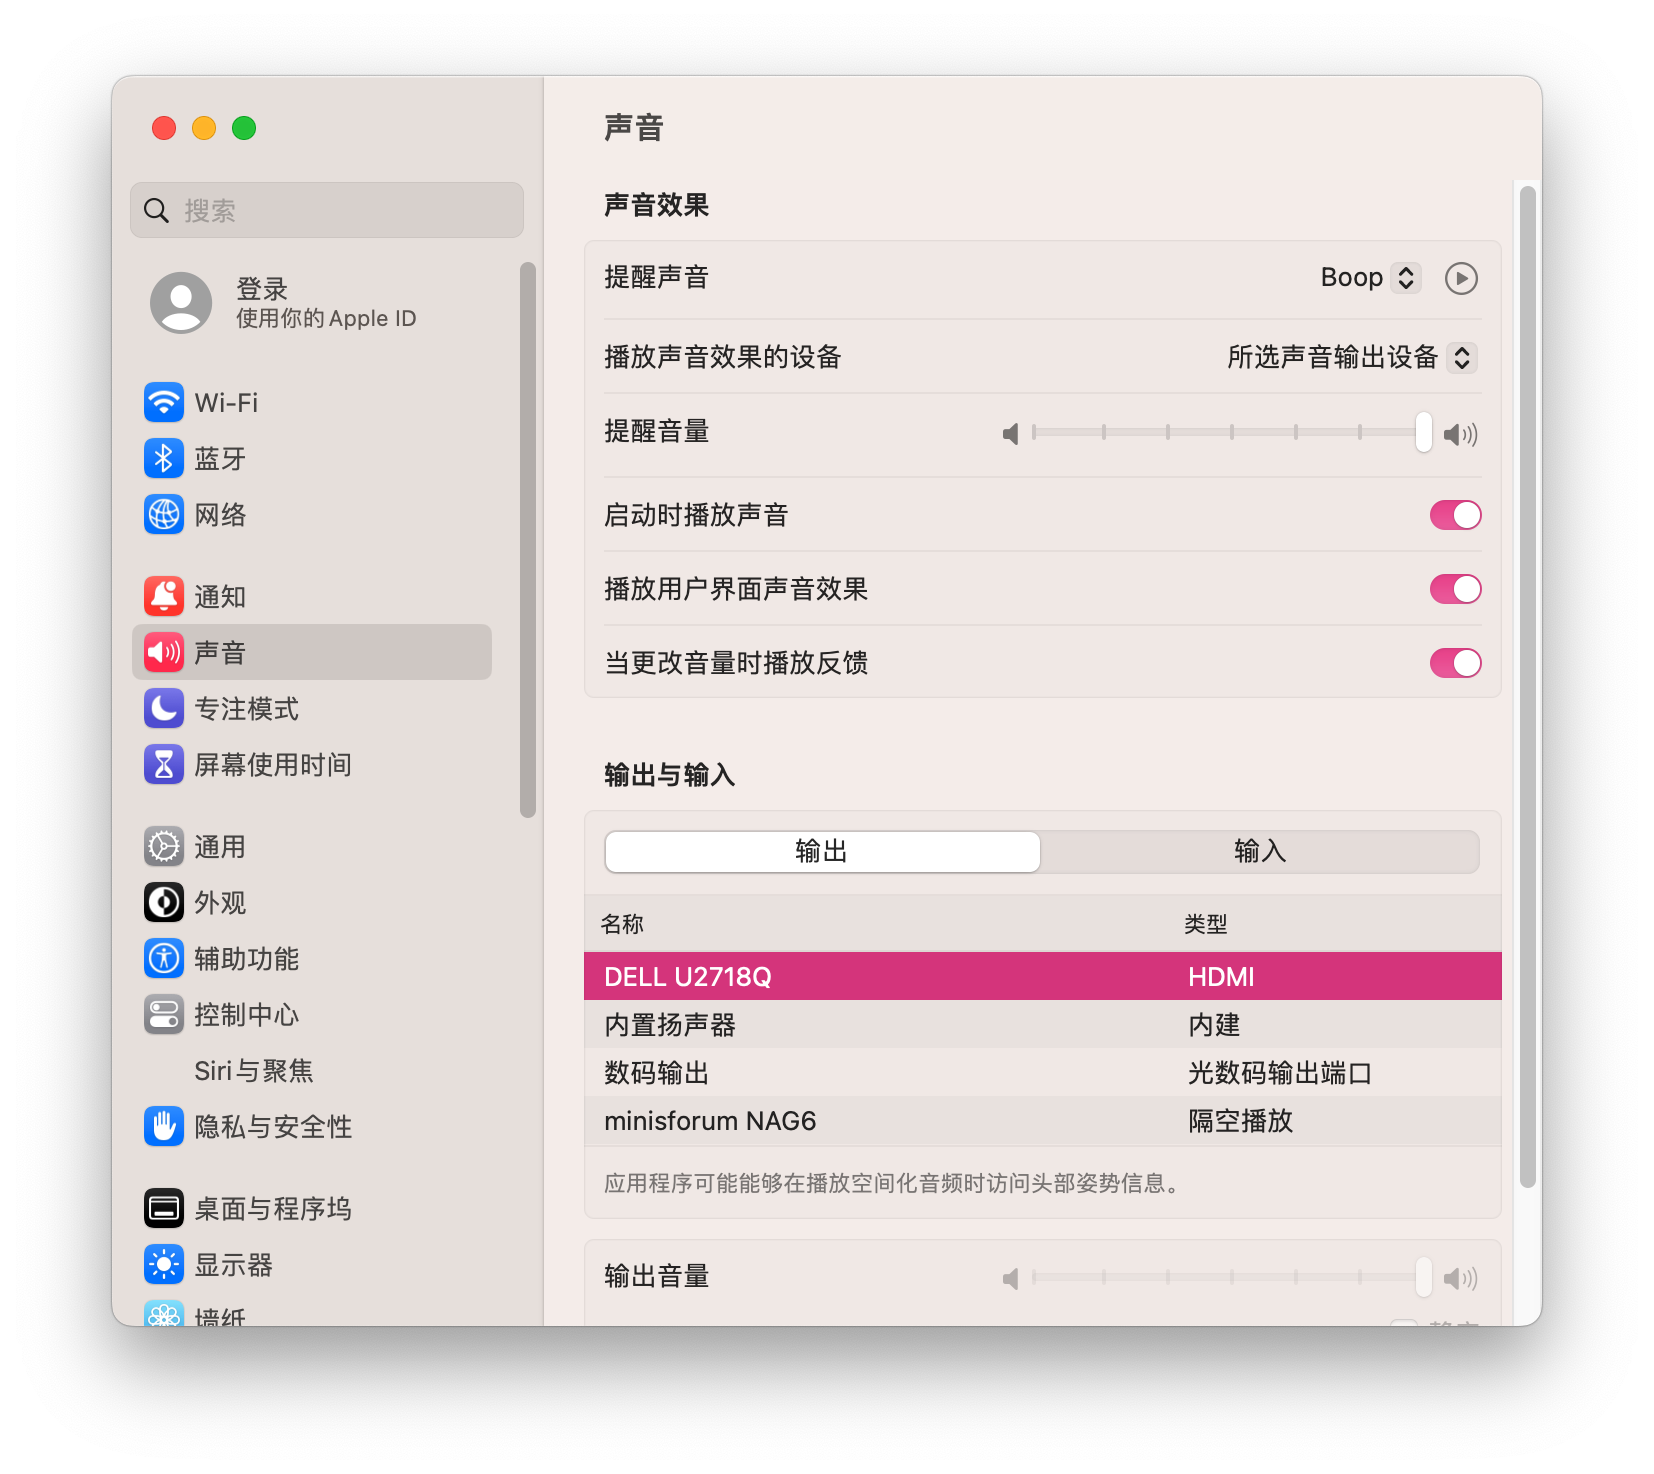 声音
搜索
登录
使用你的 Apple ID
Wi-Fi
蓝牙
网络
通知
声音
专注模式
屏幕使用时间
通用
外观
辅助功能
控制中心
Siri与聚焦
隐私与安全性
桌面与程序坞
显示器
墙纸
声音效果
提醒声音
Boop
播放声音效果的设备
所选声音输出设备
提醒音量
启动时播放声音
播放用户界面声音效果
当更改音量时播放反馈
输出与输入
输出 输入
名称 类型
DELL U2718Q HDMI
内置扬声器 内建
数码输出 光数码输出端口
minisforum NAG6 隔空播放
应用程序可能能够在播放空间化音频时访问头部姿势信息。
输出音量